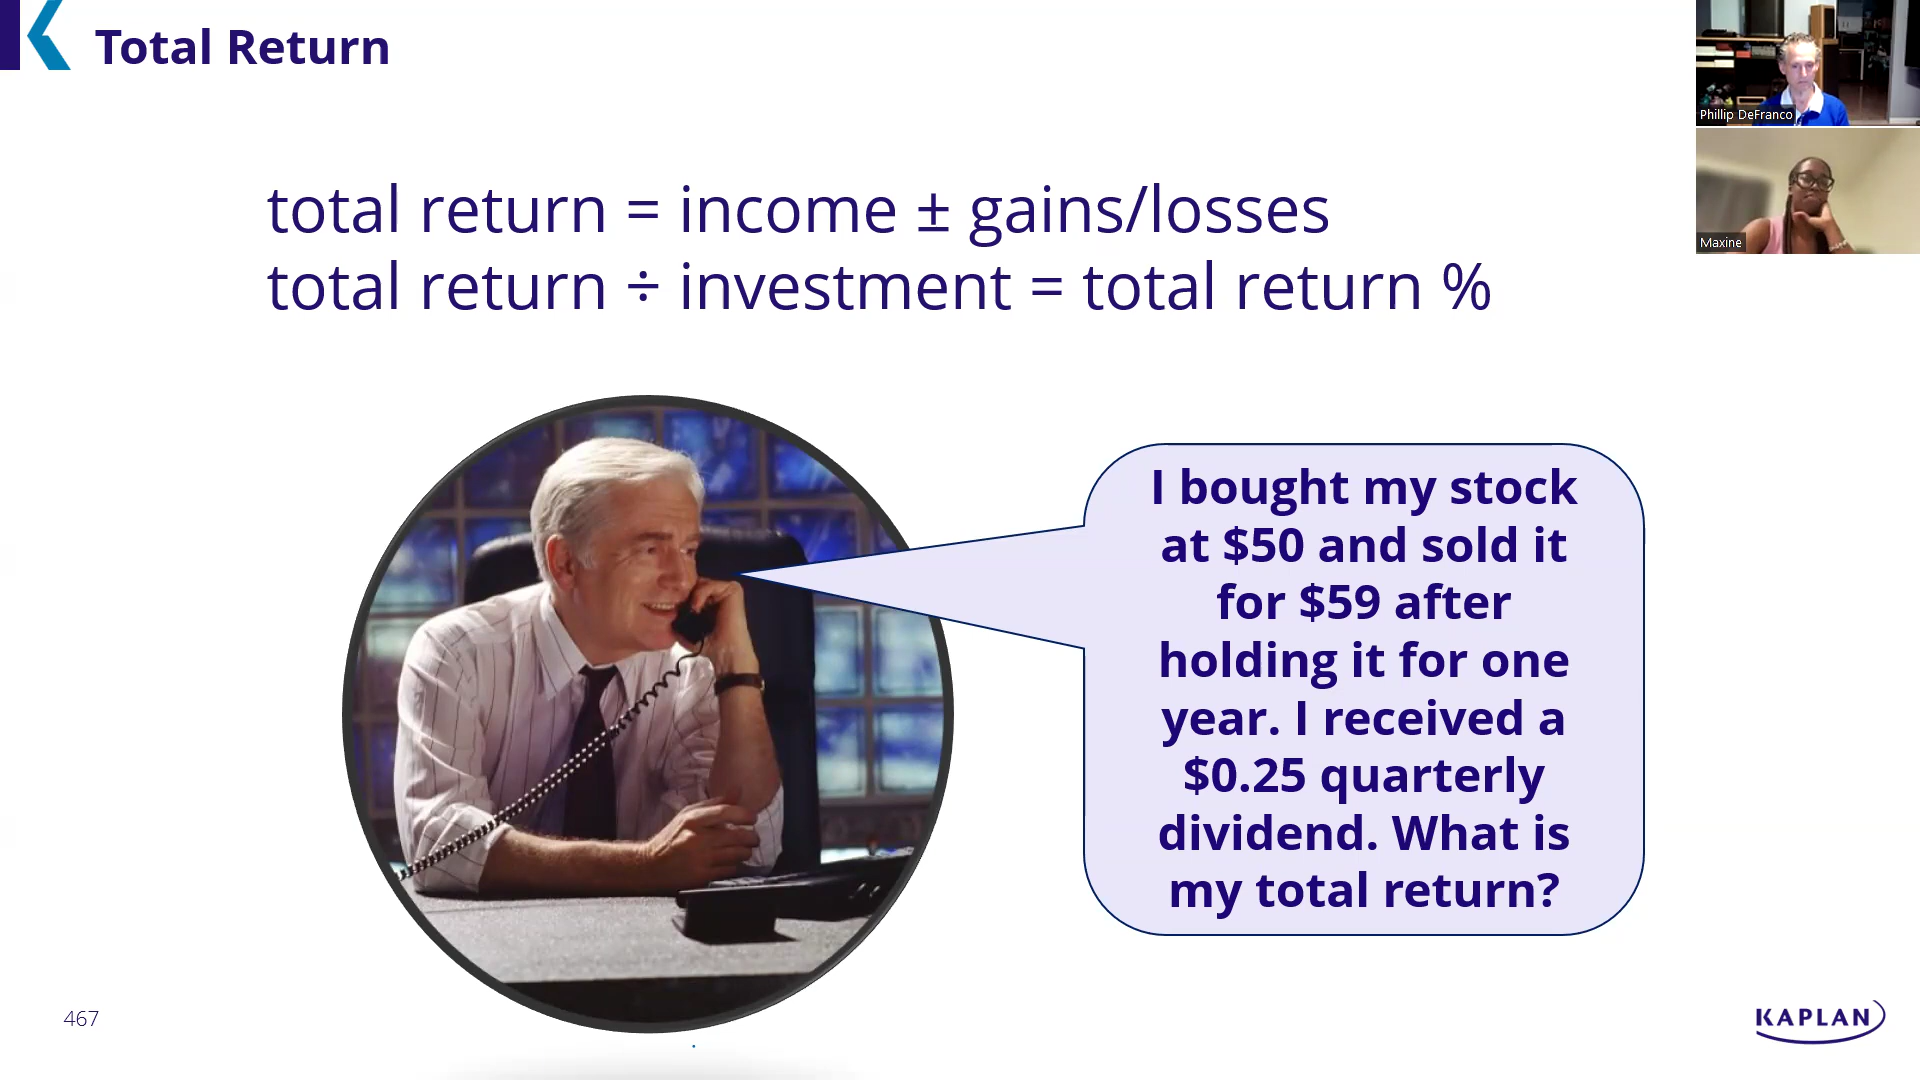 Total Return
Phillip DeFranco
Maxine
total return = income ± gains/losses
total return ÷ investment = total return %
I bought my stock
at $50 and sold it
for $59 after
holding it for one
year. I received a
$0.25 quarterly
dividend. What is
my total return?
467
KAPLAN